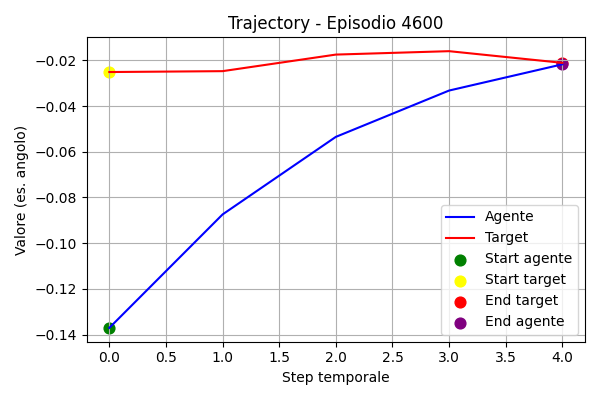 Trajectory - Episodio 4600
Valore (es. angolo)
−0.02
−0.04
−0.06
−0.08
−0.10
−0.12
−0.14
Agente
Target
Start agente
Start target
End target
End agente
0.0 0.5 1.0 1.5 2.0 2.5 3.0 3.5 4.0
Step temporale